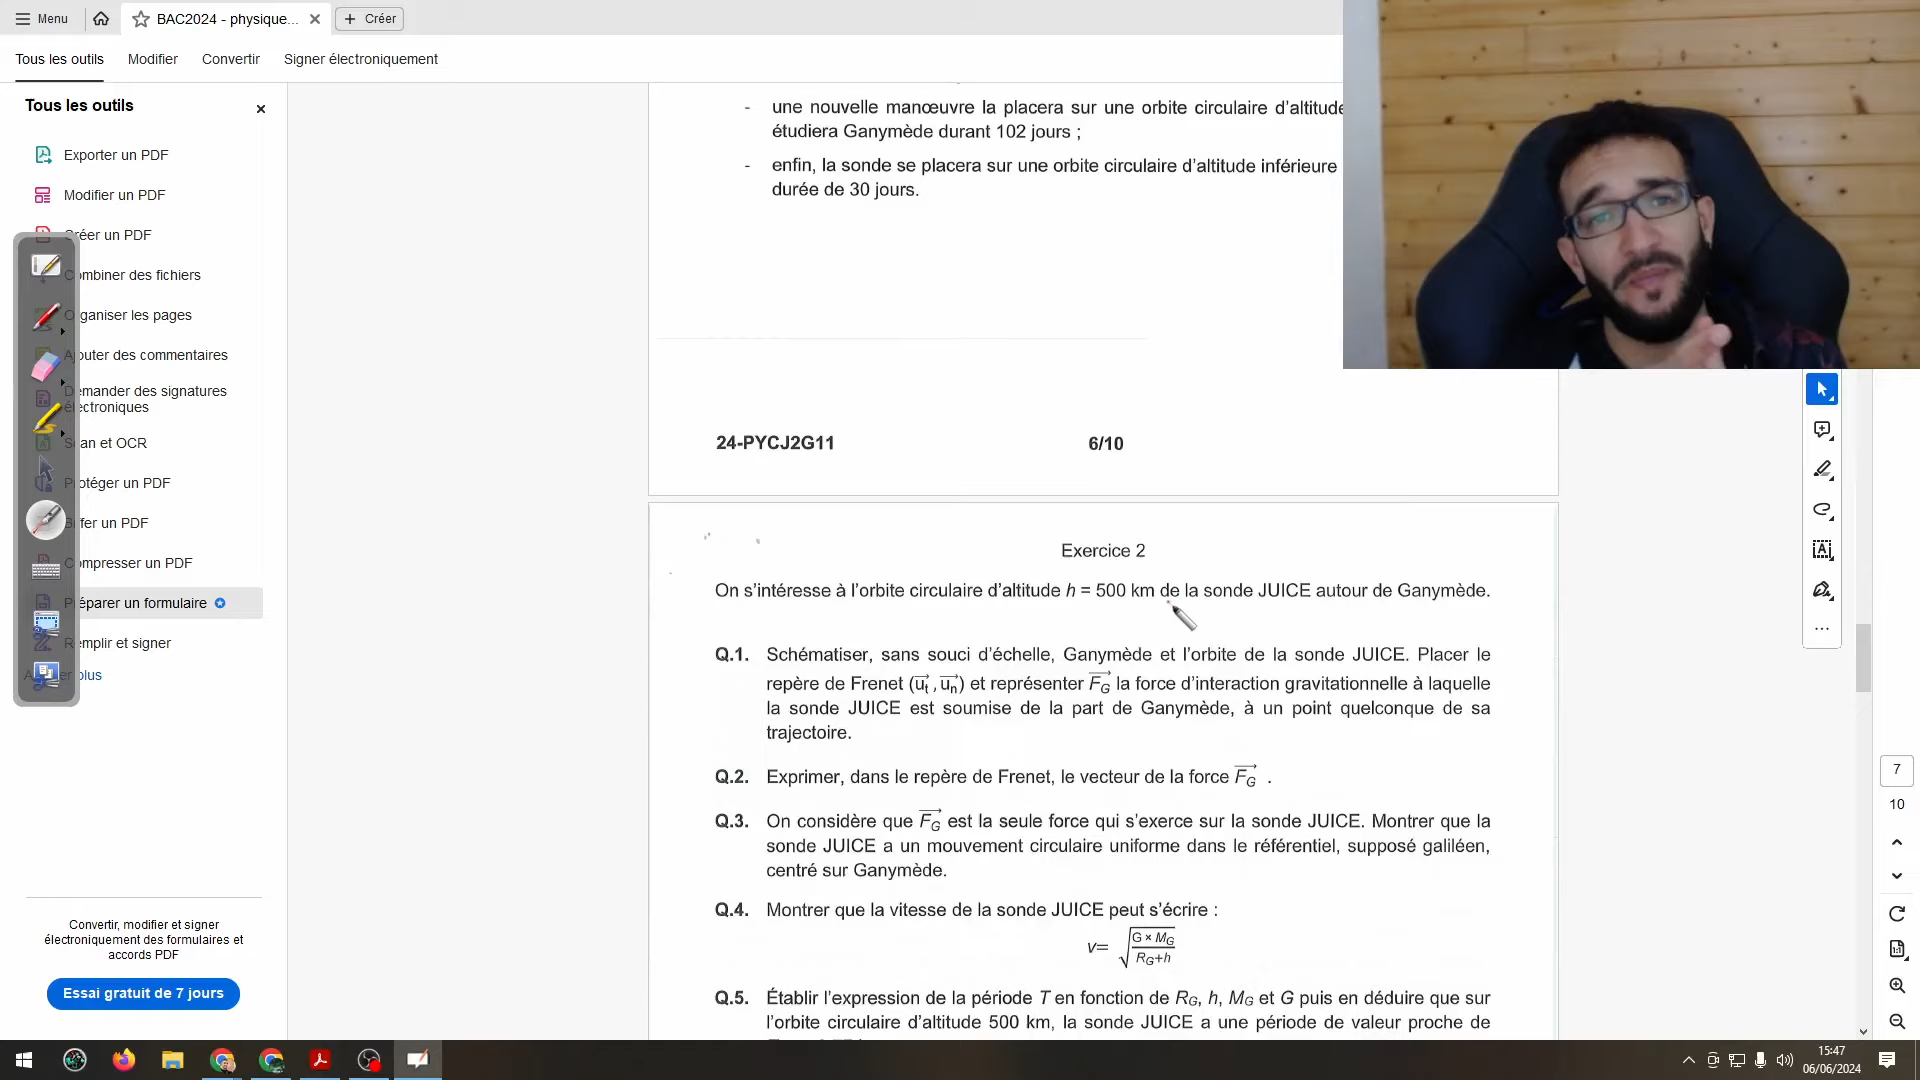 Menu
BAC2024 - physique...
Créer
Tous les outils
Modifier
Convertir
Signer électroniquement
Tous les outils
Exporter un PDF
Modifier un PDF
Créer un PDF
Combiner des fichiers
Organiser les pages
Ajouter des commentaires
Demander des signatures
électroniques
Scan et OCR
Protéger un PDF
fer un PDF
Compresser un PDF
Préparer un formulaire
Remplir et signer
plus
Convertir, modifier et signer
électroniquement des formulaires et
accords PDF
Essai gratuit de 7 jours
- une nouvelle manœuvre la placera sur une orbite circulaire d'altitude
étudiera Ganymède durant 102 jours ;
- enfin, la sonde se placera sur une orbite circulaire d'altitude inférieure
durée de 30 jours.
24-PYCJ2G11 6/10
Exercice 2
On s'intéresse à l'orbite circulaire d'altitude h = 500 km de la sonde JUICE autour de Ganymède.
Q.1. Schématiser, sans souci d'échelle, Ganymède et l'orbite de la sonde JUICE. Placer le
repère de Frenet (u⃗t , u⃗n) et représenter F⃗G la force d'interaction gravitationnelle à laquelle
la sonde JUICE est soumise de la part de Ganymède, à un point quelconque de sa
trajectoire.
Q.2. Exprimer, dans le repère de Frenet, le vecteur de la force F⃗G .
Q.3. On considère que F⃗G est la seule force qui s'exerce sur la sonde JUICE. Montrer que la
sonde JUICE a un mouvement circulaire uniforme dans le référentiel, supposé galiléen,
centré sur Ganymède.
Q.4. Montrer que la vitesse de la sonde JUICE peut s'écrire :
v= √(G × MG / RG+h)
Q.5. Établir l'expression de la période T en fonction de RG, h, MG et G puis en déduire que sur
l'orbite circulaire d'altitude 500 km, la sonde JUICE a une période de valeur proche de
7
10
15:47
06/06/2024